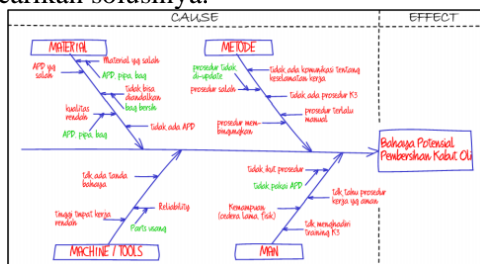 carikan solusinya.
CAUSE
EFFECT
MATERIAL
METODE
APD yg
salah
Material yg salah
APD, pipa, bag
tidak bisa
diandalkan
bag bersih
kualitas
rendah
APD, pipa, bag
tidak ada APD
prosedur tidak
di-update
tidak ada komunikasi tentang
keselamatan kerja
prosedur salah
tidak ada prosedur K3
prosedur terlalu
manual
prosedur mem-
bingungkan
Bahaya Potensial
Pembersihan Kabut Oli
tdk ada tanda
bahaya
tinggi tmpat kerja
rendah
Reliability
Parts usang
tidak ikut prosedur
tidak pakai APD
tdk tahu prosedur
kerja yg aman
Kemampuan
(cedera lama, fisik)
tdk menghadiri
training K3
MACHINE / TOOLS
MAN